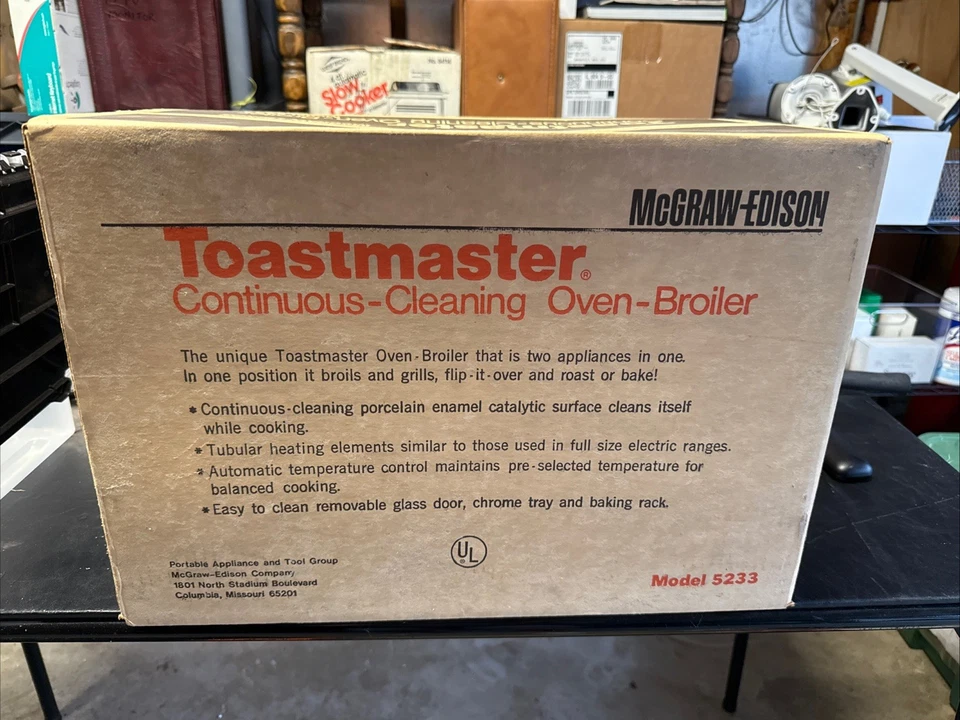 Slow
Cooker
McGRAW-EDISON
Toastmaster®
Continuous-Cleaning Oven-Broiler
The unique Toastmaster Oven-Broiler that is two appliances in one.
In one position it broils and grills, flip-it-over and roast or bake!
* Continuous-cleaning porcelain enamel catalytic surface cleans itself
while cooking.
* Tubular heating elements similar to those used in full size electric ranges.
* Automatic temperature control maintains pre-selected temperature for
balanced cooking.
* Easy to clean removable glass door, chrome tray and baking rack.
UL
Portable Appliance and Tool Group
McGraw-Edison Company
1801 North Stadium Boulevard
Columbia, Missouri 65201
Model 5233